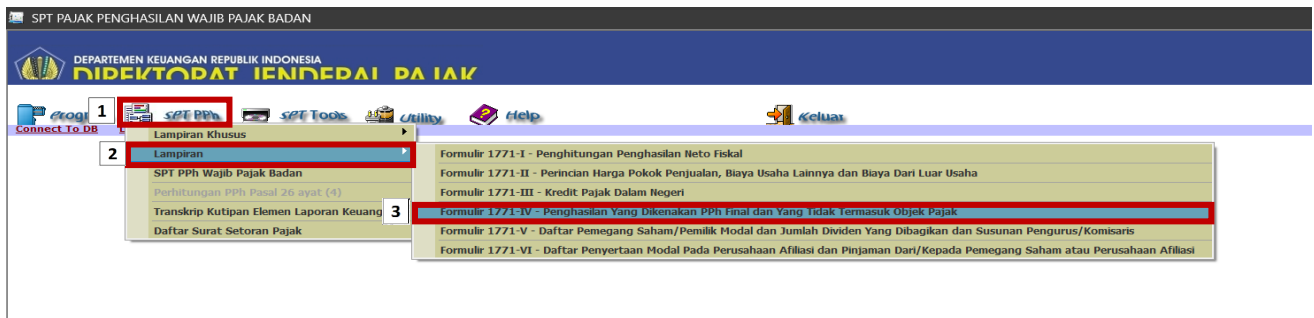 SPT PAJAK PENGHASILAN WAJIB PAJAK BADAN
DEPARTEMEN KEUANGAN REPUBLIK INDONESIA
DIREKTORAT JENDERAL PAJAK
1
SPT PPh SPT Tools Utility Help Keluar
Connect To DB
Lampiran Khusus
2 Lampiran
SPT PPh Wajib Pajak Badan
Perhitungan PPh Pasal 26 ayat (4)
Transkrip Kutipan Elemen Laporan Keuang
Daftar Surat Setoran Pajak
Formulir 1771-I - Penghitungan Penghasilan Neto Fiskal
Formulir 1771-II - Perincian Harga Pokok Penjualan, Biaya Usaha Lainnya dan Biaya Dari Luar Usaha
Formulir 1771-III - Kredit Pajak Dalam Negeri
3 Formulir 1771-IV - Penghasilan Yang Dikenakan PPh Final dan Yang Tidak Termasuk Objek Pajak
Formulir 1771-V - Daftar Pemegang Saham/Pemilik Modal dan Jumlah Dividen Yang Dibagikan dan Susunan Pengurus/Komisaris
Formulir 1771-VI - Daftar Penyertaan Modal Pada Perusahaan Afiliasi dan Pinjaman Dari/Kepada Pemegang Saham atau Perusahaan Afiliasi